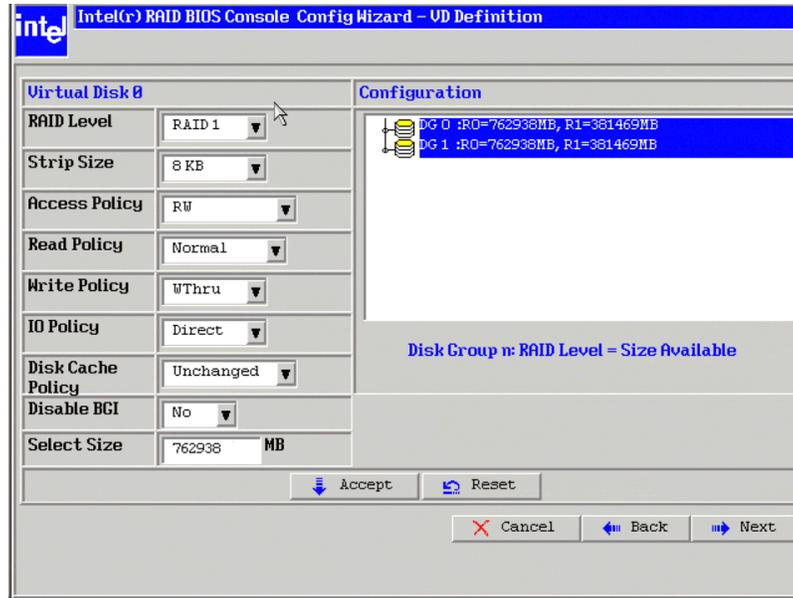 intel
Intel(r) RAID BIOS Console Config Wizard – VD Definition
Virtual Disk 0
RAID Level RAID 1
Strip Size 8 KB
Access Policy RW
Read Policy Normal
Write Policy WThru
IO Policy Direct
Disk Cache Policy Unchanged
Disable BGI No
Select Size 762938 MB
Configuration
DG 0 :R0=762938MB, R1=381469MB
DG 1 :R0=762938MB, R1=381469MB
Disk Group n: RAID Level = Size Available
Accept Reset
Cancel Back Next